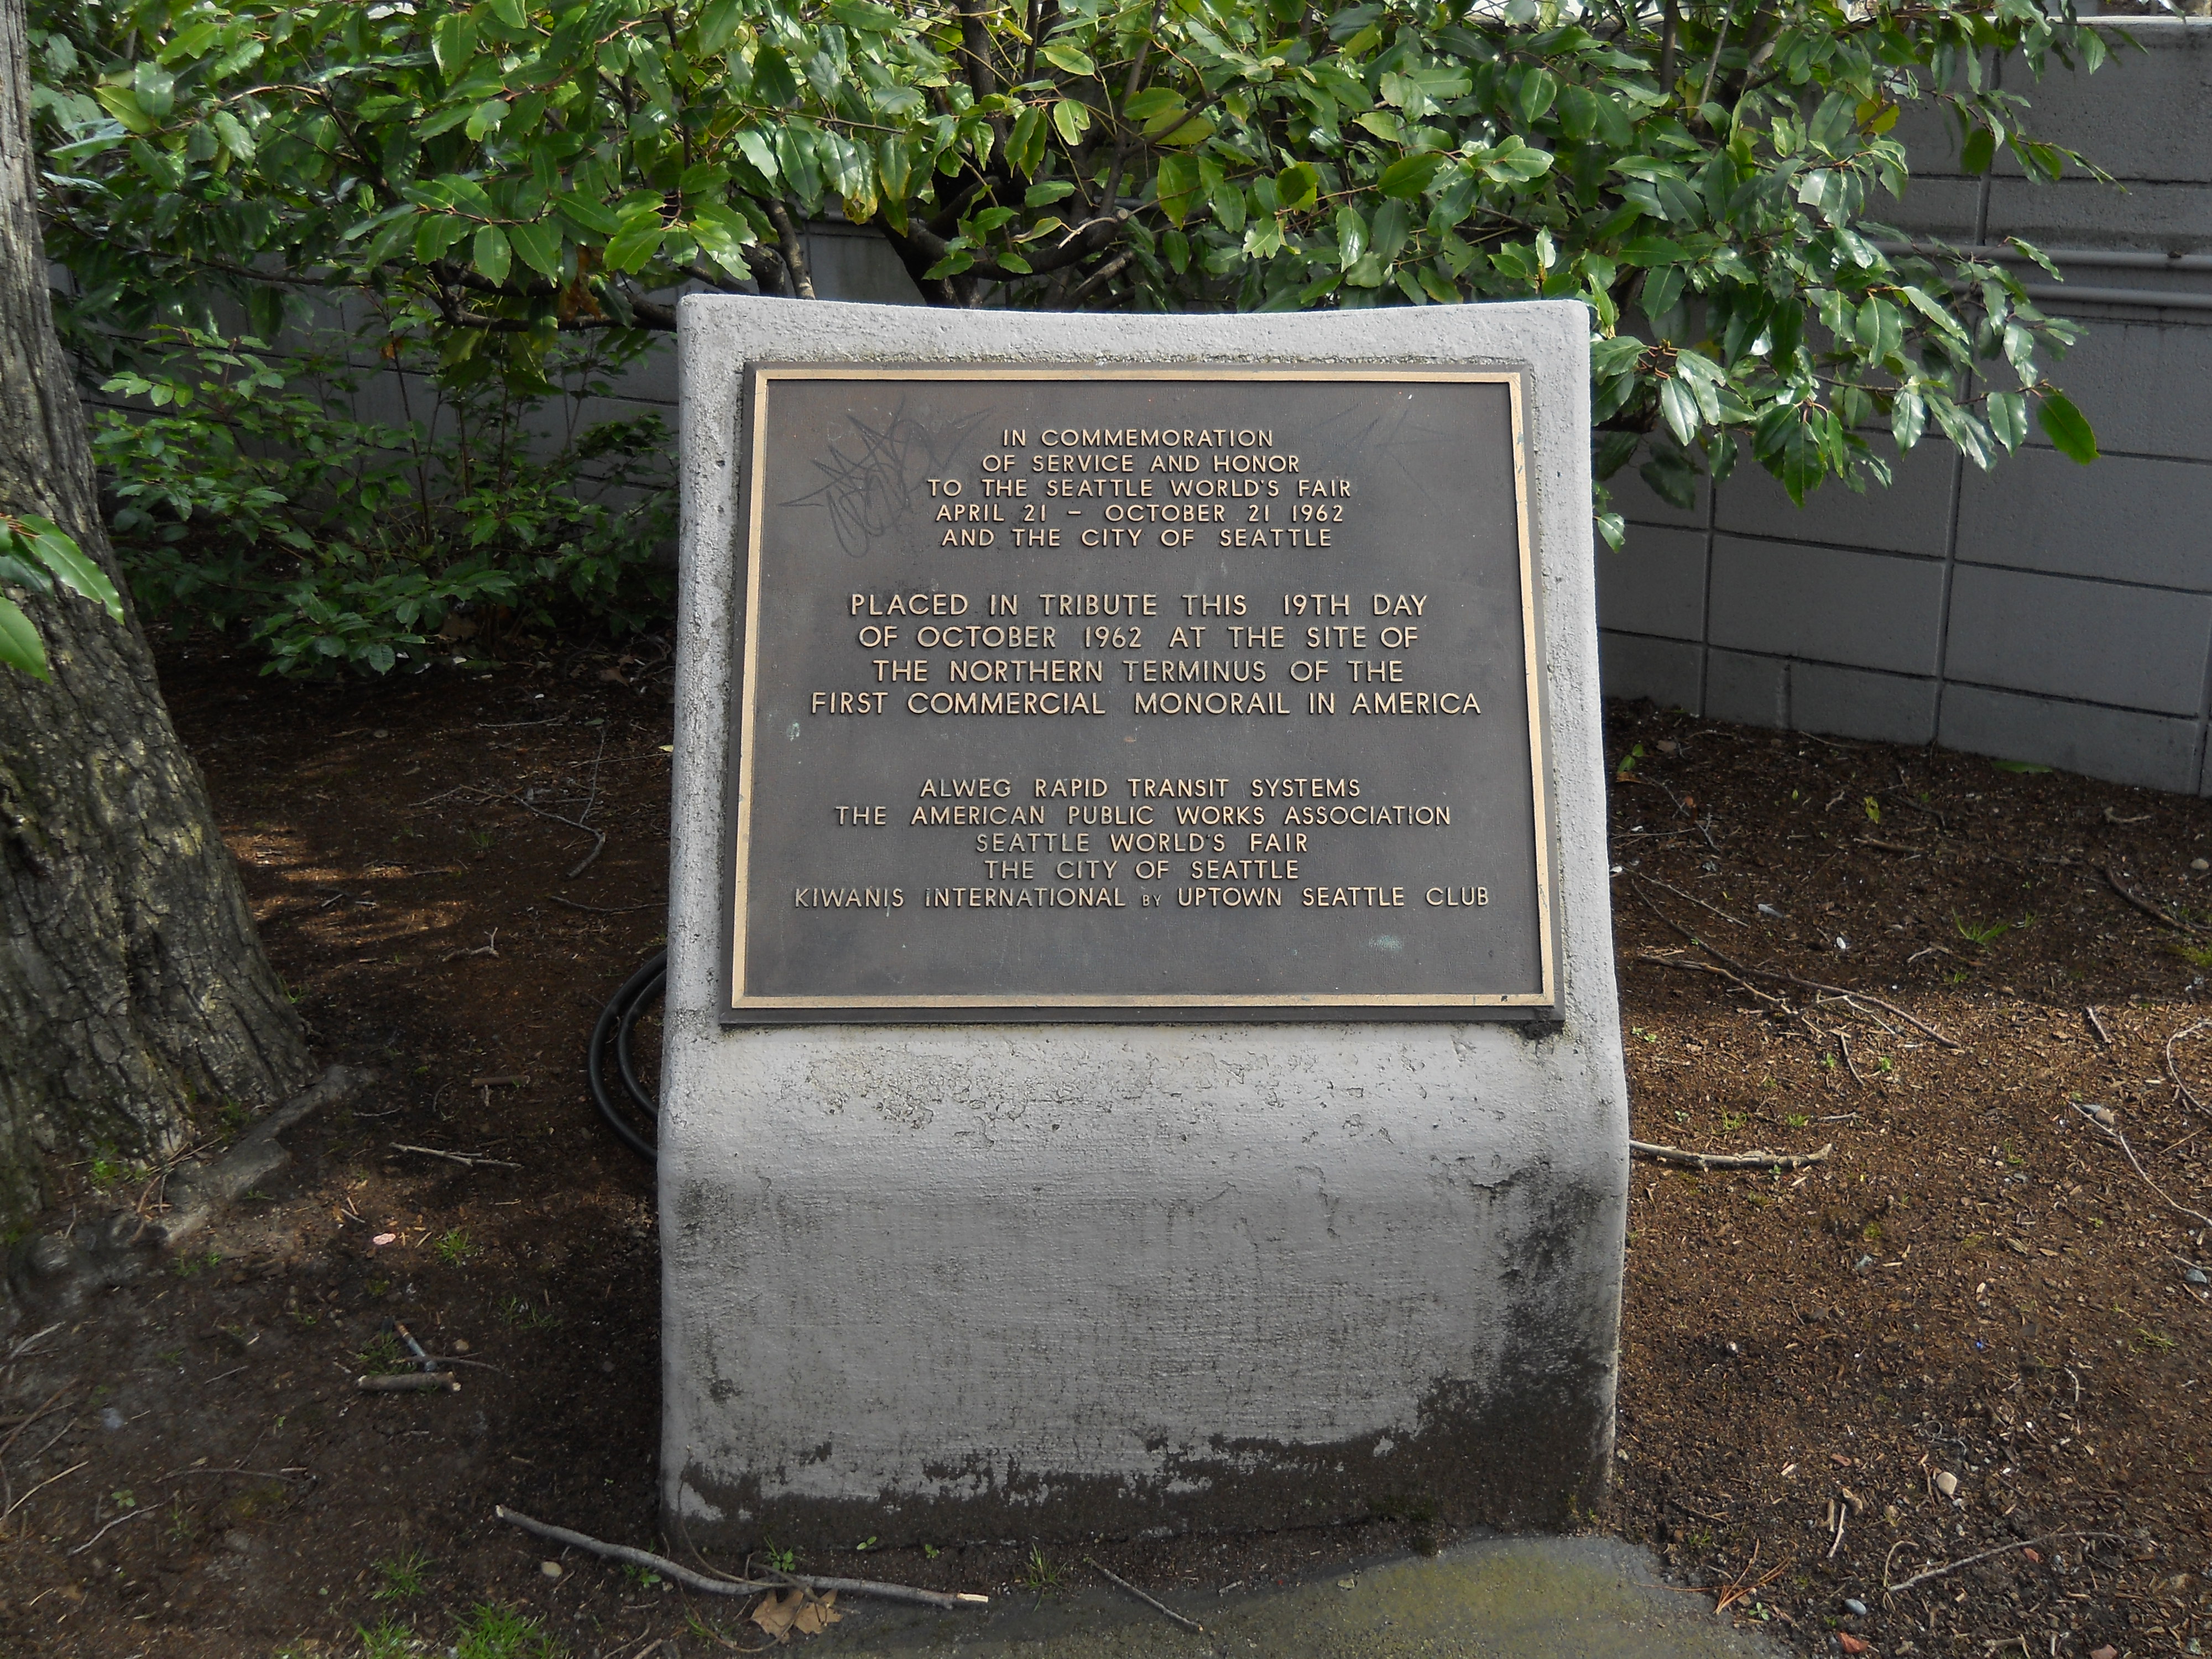 IN COMMEMORATION
OF SERVICE AND HONOR
TO THE SEATTLE WORLD'S FAIR
APRIL 21 - OCTOBER 21 1962
AND THE CITY OF SEATTLE
PLACED IN TRIBUTE THIS 19TH DAY
OF OCTOBER 1962 AT THE SITE OF
THE NORTHERN TERMINUS OF THE
FIRST COMMERCIAL MONORAIL IN AMERICA
ALWEG RAPID TRANSIT SYSTEMS
THE AMERICAN PUBLIC WORKS ASSOCIATION
SEATTLE WORLD'S FAIR
THE CITY OF SEATTLE
KIWANIS INTERNATIONAL BY UPTOWN SEATTLE CLUB